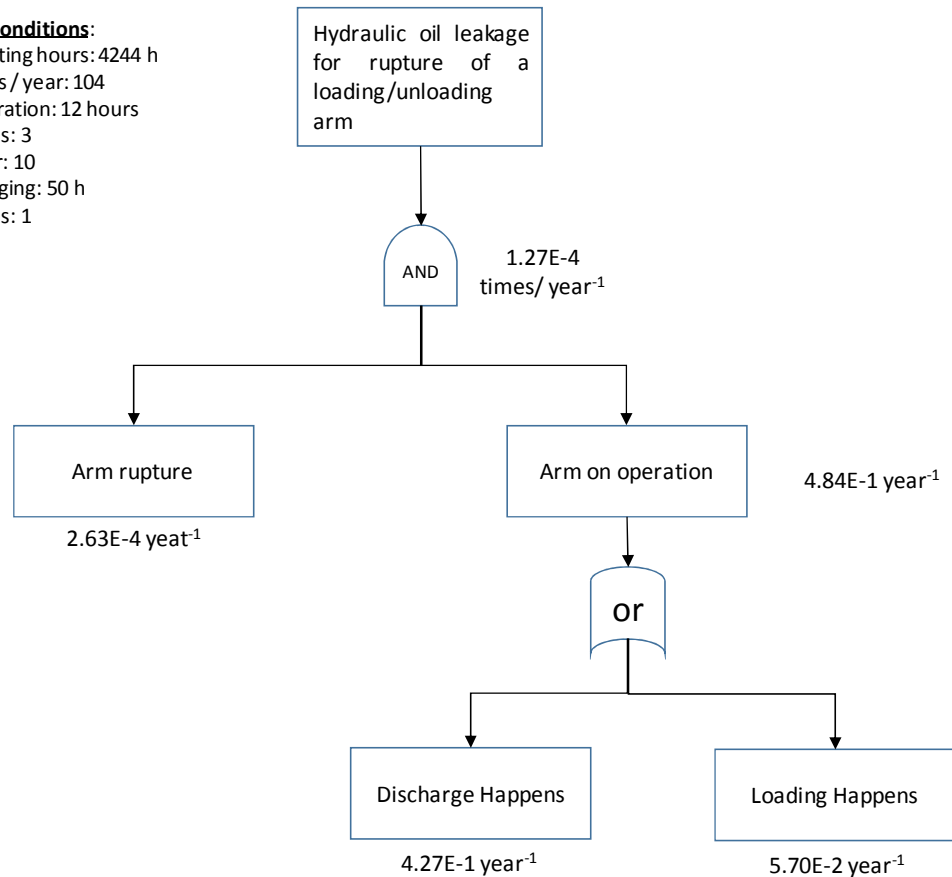 onditions:
ting hours: 4244 h
s / year: 104
ration: 12 hours
s: 3
r: 10
ging: 50 h
s: 1
Hydraulic oil leakage
for rupture of a
loading/unloading
arm
AND
1.27E-4
times/ year-1
Arm rupture
2.63E-4 yeat-1
Arm on operation
4.84E-1 year-1
or
Discharge Happens
4.27E-1 year-1
Loading Happens
5.70E-2 year-1